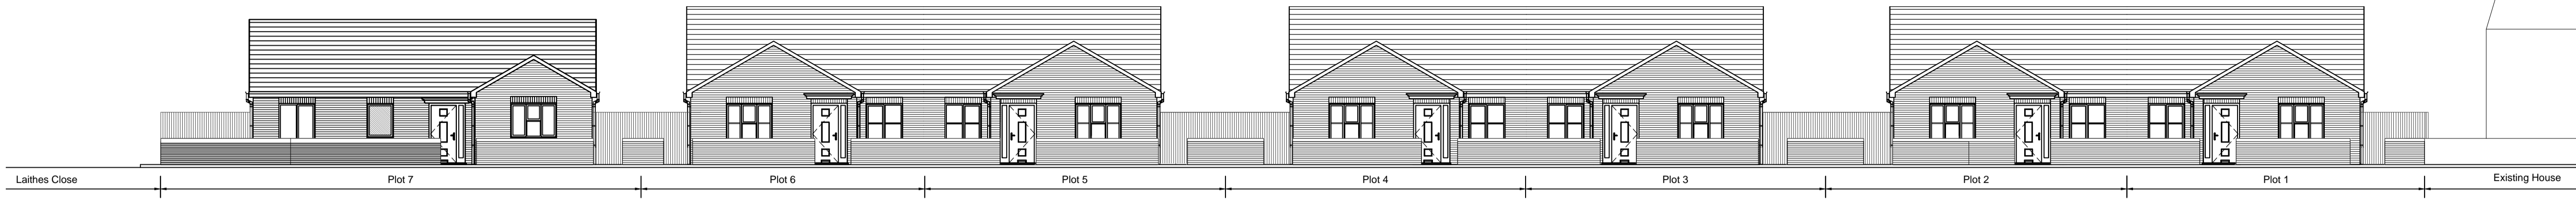 Laithes Close
Plot 7
Plot 6
Plot 5
Plot 4
Plot 3
Plot 2
Plot 1
Existing House